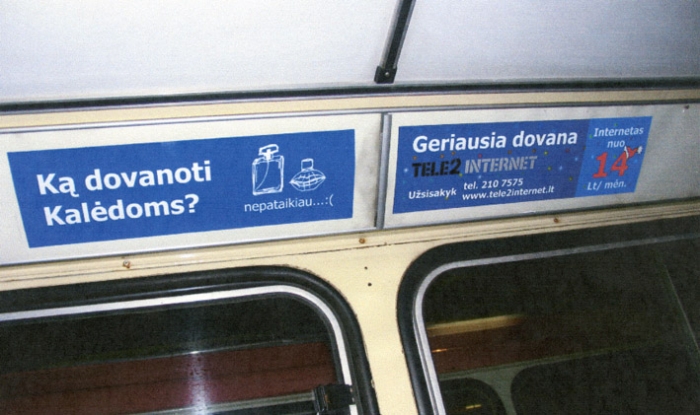 Ką dovanoti
Kalėdoms?
nepataikiau...:(
Geriausia dovana
TELE2 INTERNET
Užsisakyk tel. 210 7575
www.tele2internet.lt
Internetas
nuo
14
Lt/ mėn.